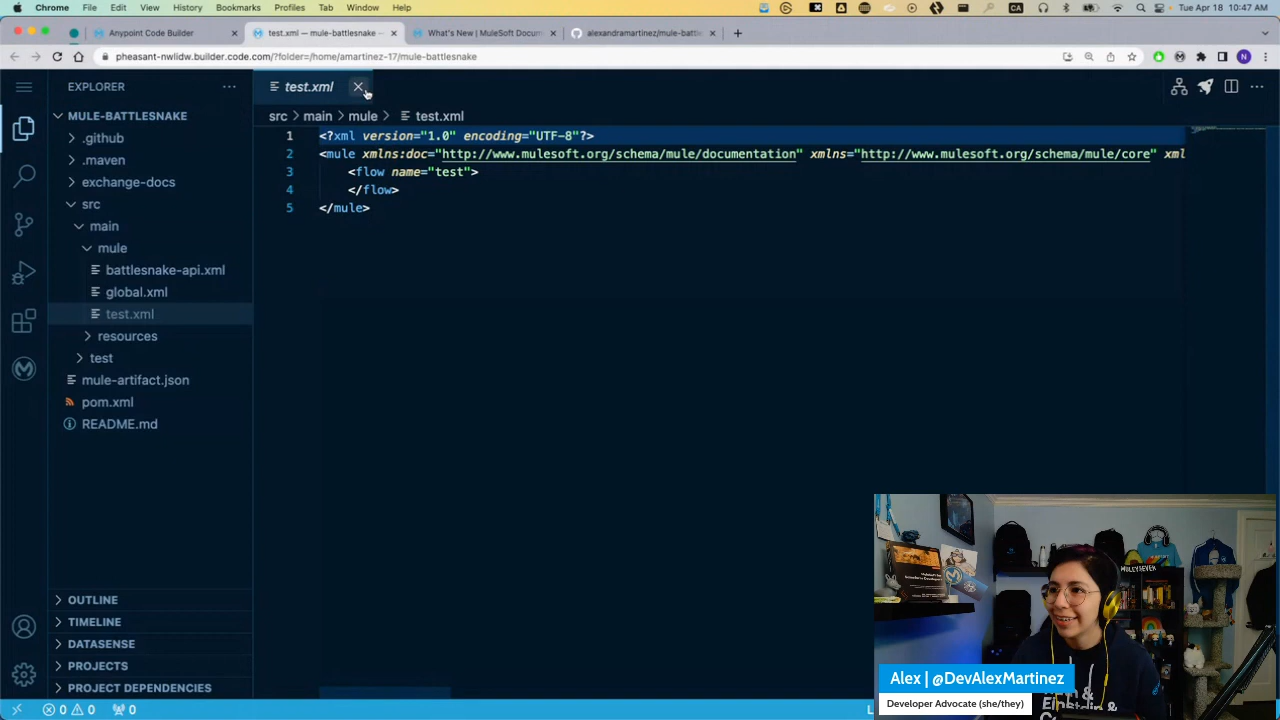 Chrome File Edit View History Bookmarks Profiles Tab Window Help Tue Apr 18 10:47 AM
Anypoint Code Builder
test.xml — mule-battlesnake —
What's New | MuleSoft Docum
alexandramartinez/mule-battl
pheasant-nwlidw.builder.code.com/?folder=/home/amartinez-17/mule-battlesnake
EXPLORER
test.xml
MULE-BATTLESNAKE
.github
.maven
exchange-docs
src
main
mule
battlesnake-api.xml
global.xml
test.xml
resources
test
mule-artifact.json
pom.xml
README.md
OUTLINE
TIMELINE
DATASENSE
PROJECTS
PROJECT DEPENDENCIES
0 0 0
src > main > mule > test.xml
1 <?xml version="1.0" encoding="UTF-8"?>
2 <mule xmlns:doc="http://www.mulesoft.org/schema/mule/documentation" xmlns="http://www.mulesoft.org/schema/mule/core" xml
3 <flow name="test">
4 </flow>
5 </mule>
MULEYSEVEN
Alex | @DevAlexMartinez
Developer Advocate (she/they)